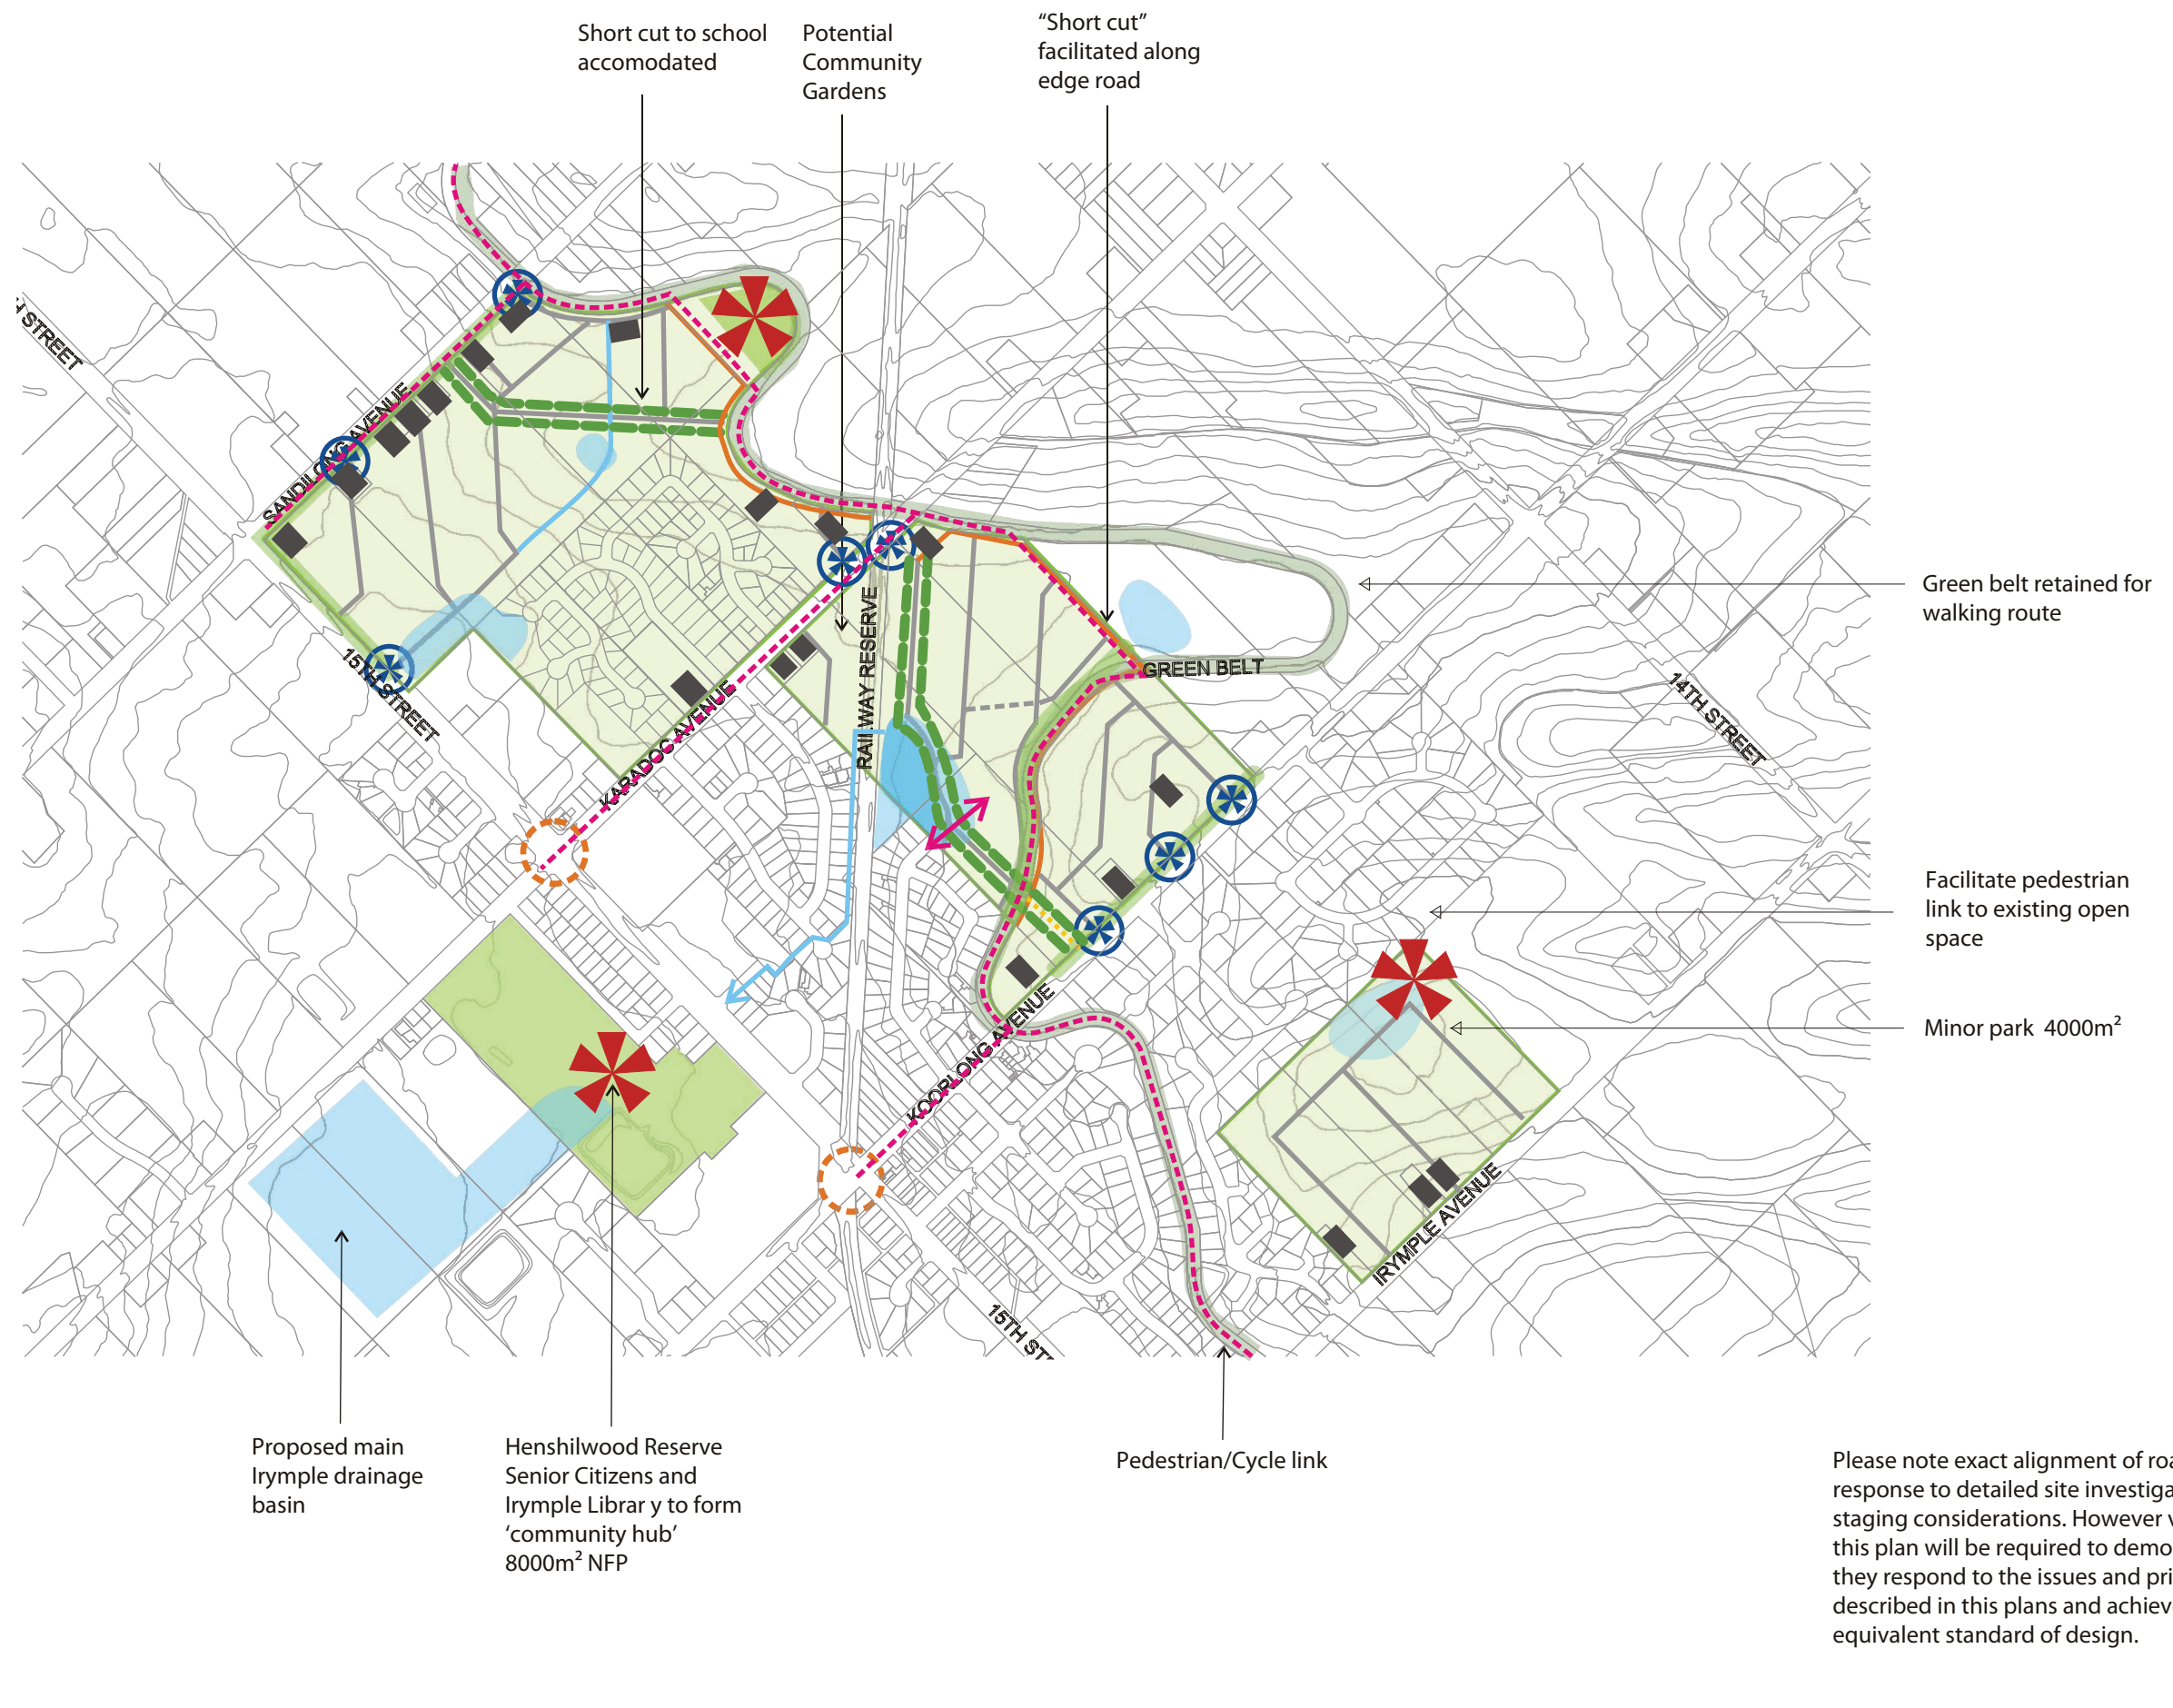 Short cut to school
accomodated
Potential
Community
Gardens
“Short cut”
facilitated along
edge road
STREET
SANDILONG AVENUE
15TH STREET
KARADOC AVENUE
RAILWAY RESERVE
GREEN BELT
14TH STREET
KOORLONG AVENUE
IRYMPLE AVENUE
15TH ST
Green belt retained for
walking route
Facilitate pedestrian
link to existing open
space
Minor park 4000m²
Proposed main
Irymple drainage
basin
Henshilwood Reserve
Senior Citizens and
Irymple Librar y to form
‘community hub’
8000m² NFP
Pedestrian/Cycle link
Please note exact alignment of
response to detailed site
staging considerations. However
this plan will be required to
they respond to the issues and
described in this plans and
equivalent standard of design.